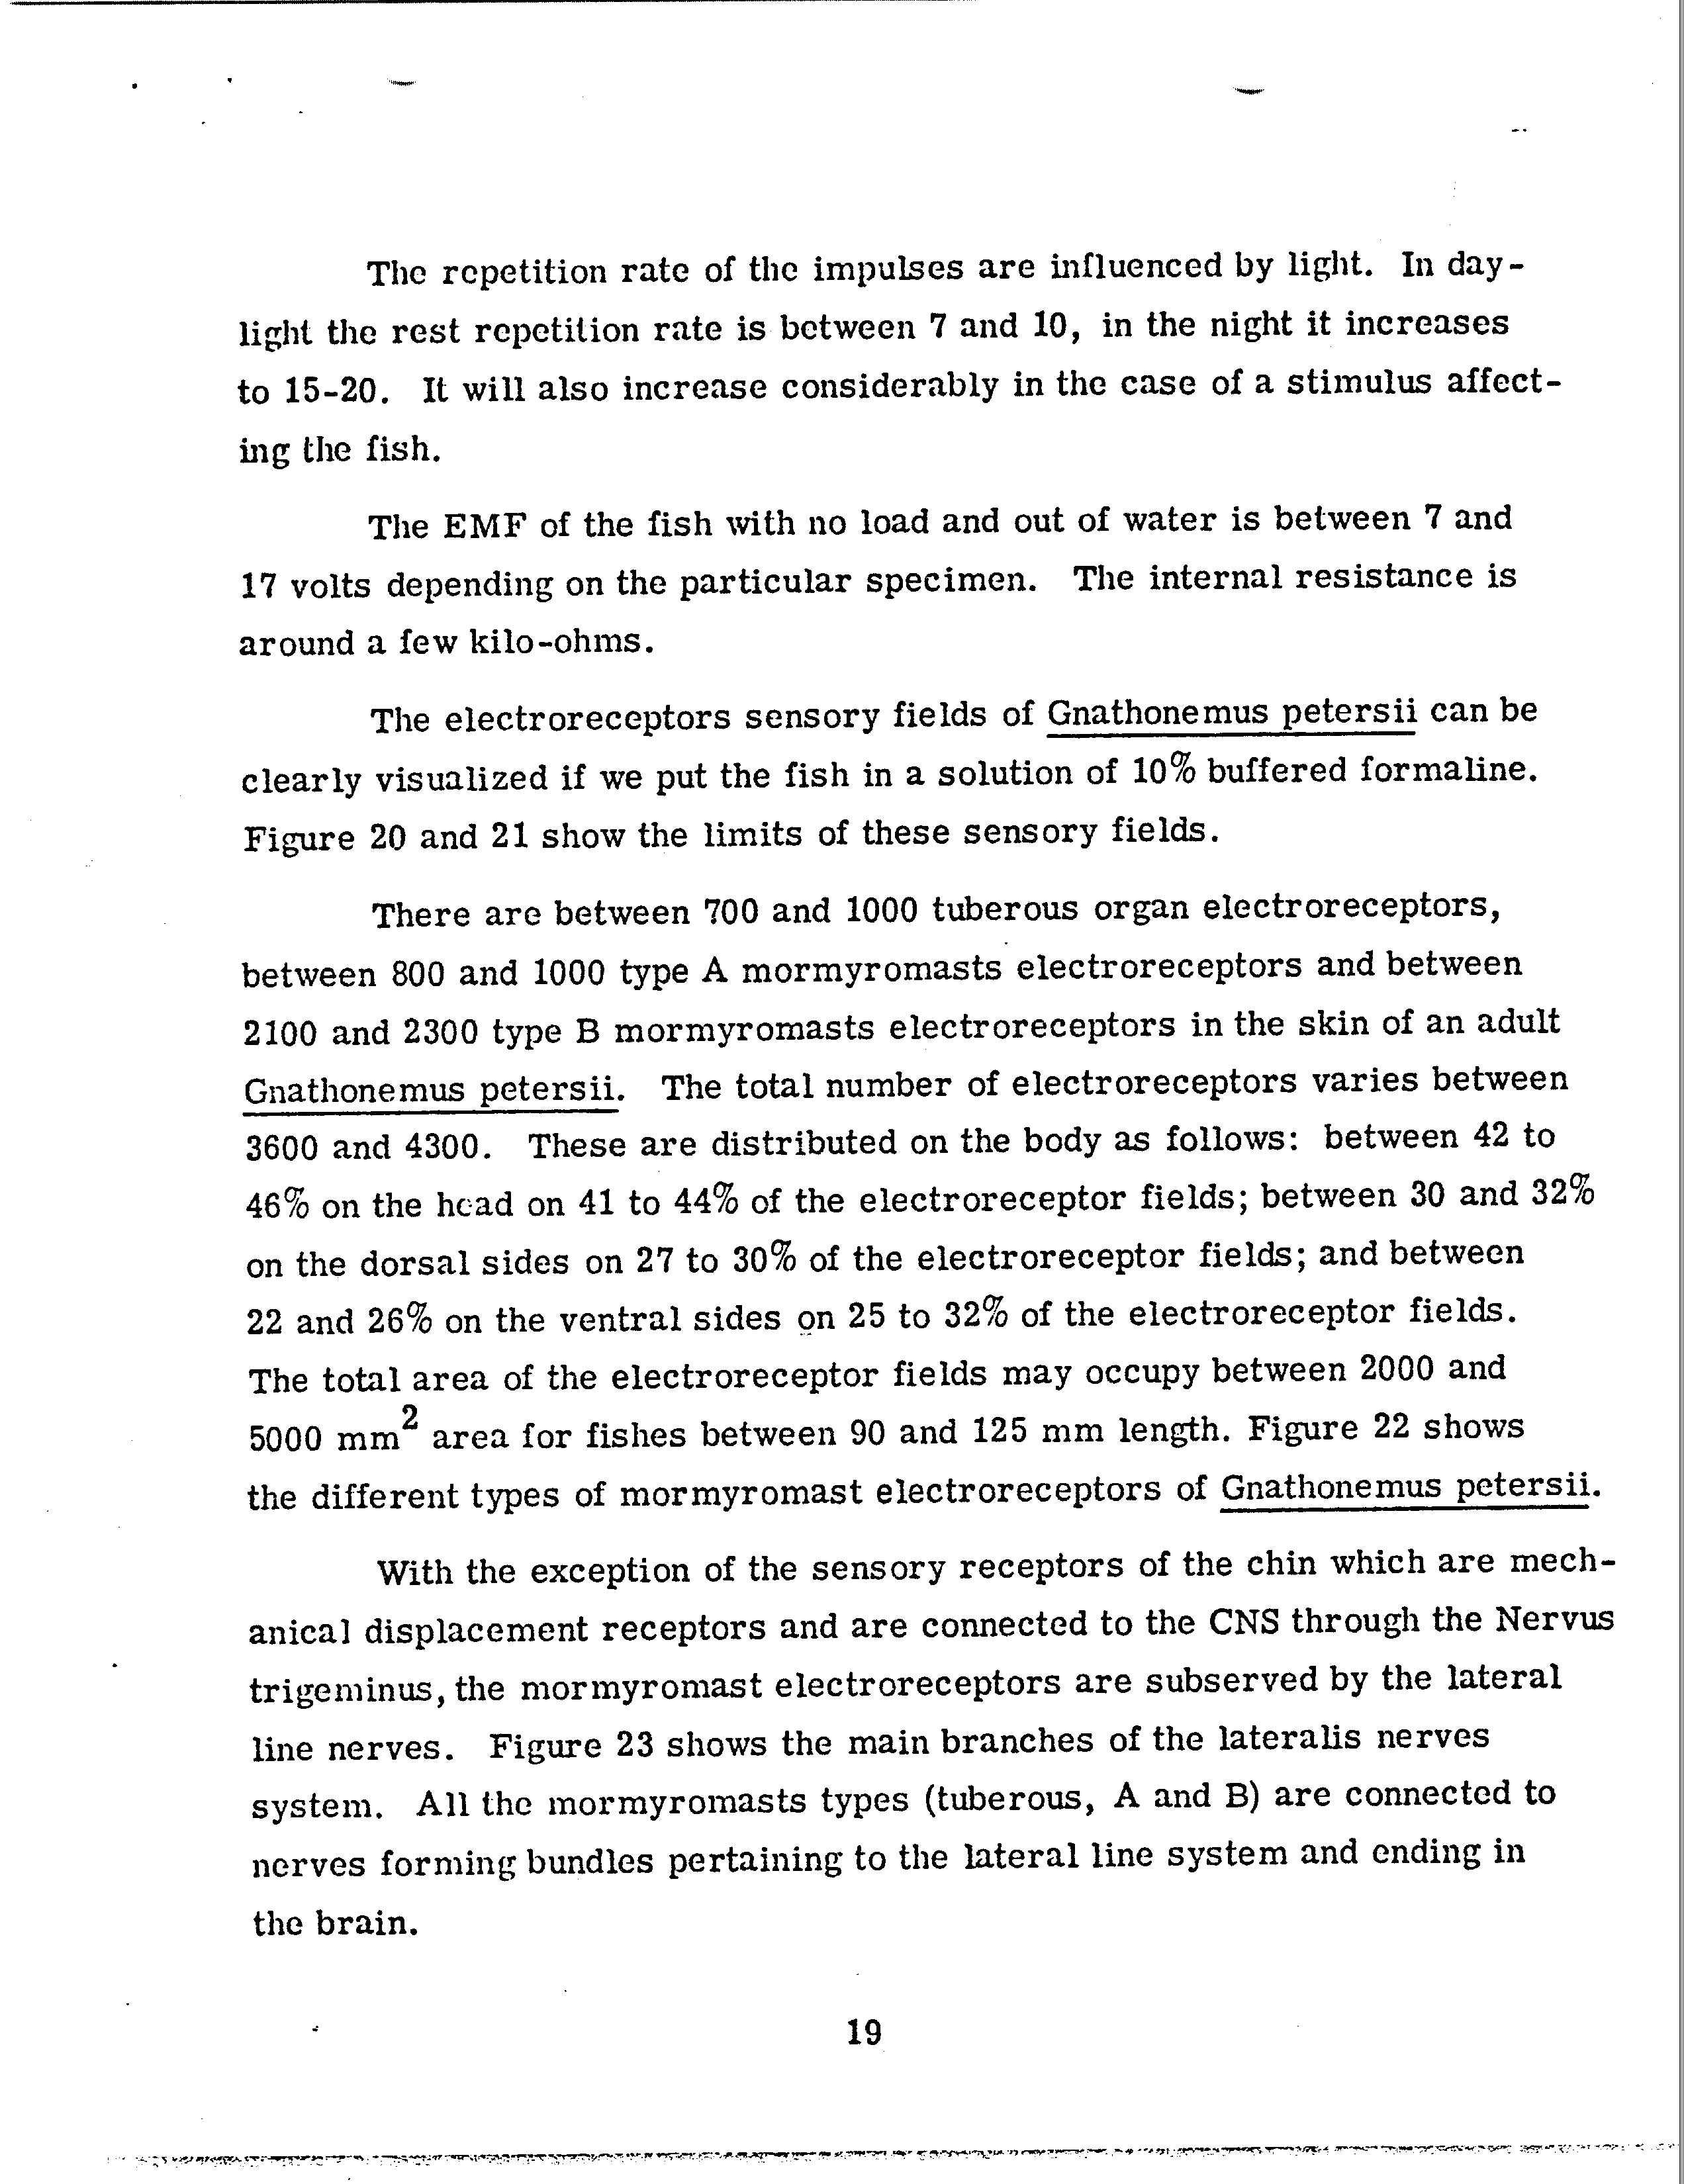 The repetition rate of the impulses are influenced by light. In day-
light the rest repetition rate is between 7 and 10, in the night it increases
to 15-20. It will also increase considerably in the case of a stimulus affect-
ing the fish.
The EMF of the fish with no load and out of water is between 7 and
17 volts depending on the particular specimen. The internal resistance is
around a few kilo-ohms.
The electroreceptors sensory fields of Gnathonemus petersii can be
clearly visualized if we put the fish in a solution of 10% buffered formaline.
Figure 20 and 21 show the limits of these sensory fields.
There are between 700 and 1000 tuberous organ electroreceptors,
between 800 and 1000 type A mormyromasts electroreceptors and between
2100 and 2300 type B mormyromasts electroreceptors in the skin of an adult
Gnathonemus petersii. The total number of electroreceptors varies between
3600 and 4300. These are distributed on the body as follows: between 42 to
46% on the head on 41 to 44% of the electroreceptor fields; between 30 and 32%
on the dorsal sides on 27 to 30% of the electroreceptor fields; and between
22 and 26% on the ventral sides on 25 to 32% of the electroreceptor fields.
The total area of the electroreceptor fields may occupy between 2000 and
5000 mm² area for fishes between 90 and 125 mm length. Figure 22 shows
the different types of mormyromast electroreceptors of Gnathonemus petersii.
With the exception of the sensory receptors of the chin which are mech-
anical displacement receptors and are connected to the CNS through the Nervus
trigeminus, the mormyromast electroreceptors are subserved by the lateral
line nerves. Figure 23 shows the main branches of the lateralis nerves
system. All the mormyromasts types (tuberous, A and B) are connected to
nerves forming bundles pertaining to the lateral line system and ending in
the brain.
19